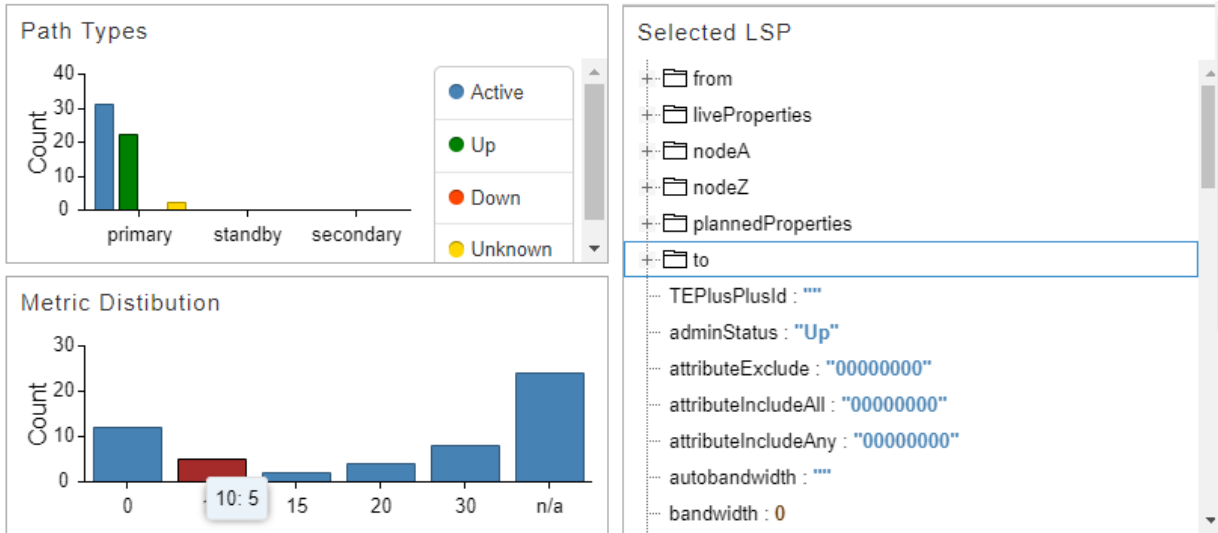 Path Types
40
30
20
10
0
Count
primary standby secondary
Active
Up
Down
Unknown
Metric Distibution
30
20
10
0
Count
0 15 20 30 n/a
10: 5
Selected LSP
from
liveProperties
nodeA
nodeZ
plannedProperties
to
TEPlusPlusId : ""
adminStatus : "Up"
attributeExclude : "00000000"
attributeIncludeAll : "00000000"
attributeIncludeAny : "00000000"
autobandwidth : ""
bandwidth : 0